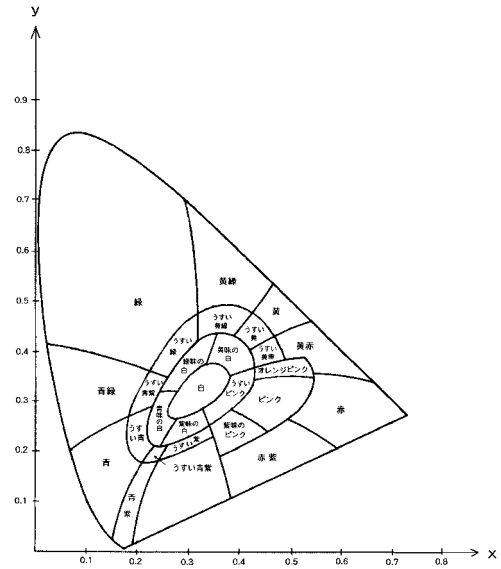 y
0.9
0.7
0.6
0.5
0.4
0.3
0.2
0.1
0.1
0.2
0.3
0.4
0.5
0.6
0.7
0.8
x
緑
黄緑
黄
黄赤
うすい
黄緑
うすい
黄
うすい
黄赤
うすい
緑
緑味の
白
黄味の
白
オレンジピンク
青緑
うすい
青緑
白
うすい
ピンク
ピンク
赤
青味の白
うす
い青
紫味の
白
紫味の
ピンク
うすい紫
赤紫
青
うすい青紫
青
紫